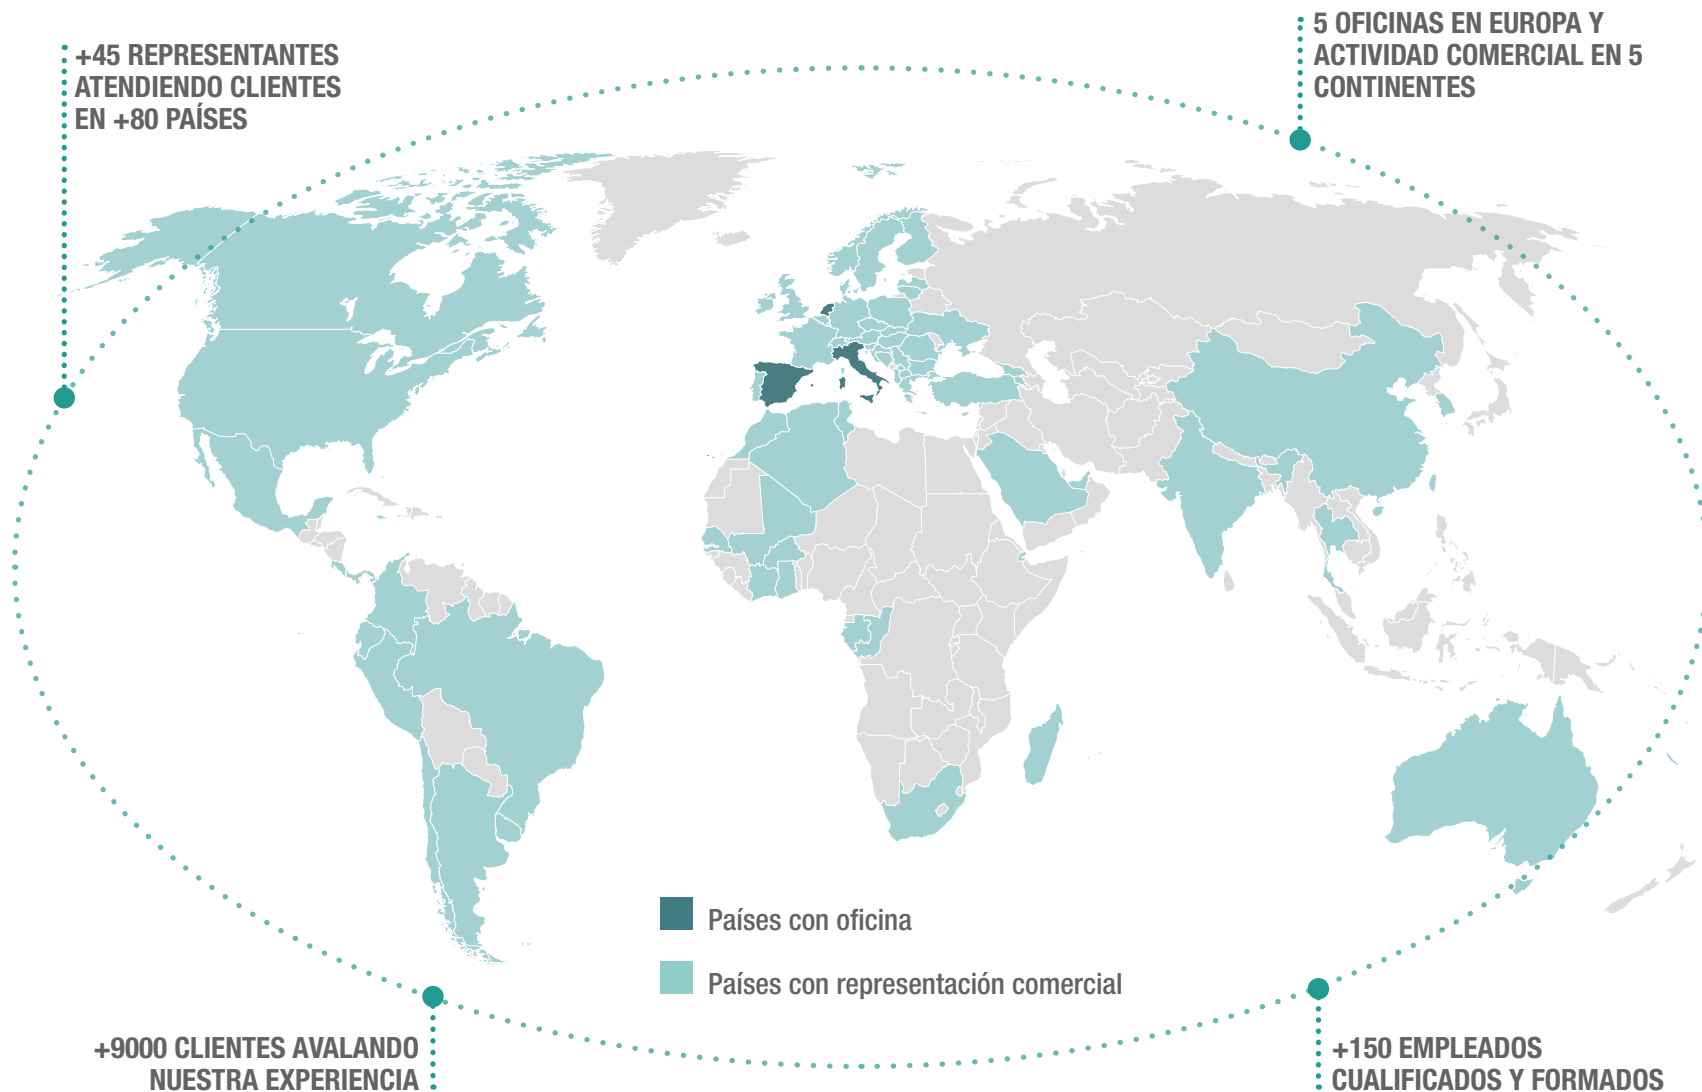 +45 REPRESENTANTES
ATENDIENDO CLIENTES
EN +80 PAÍSES
5 OFICINAS EN EUROPA Y
ACTIVIDAD COMERCIAL EN 5
CONTINENTES
Países con oficina
Países con representación comercial
+9000 CLIENTES AVALANDO
NUESTRA EXPERIENCIA
+150 EMPLEADOS
CUALIFICADOS Y FORMADOS